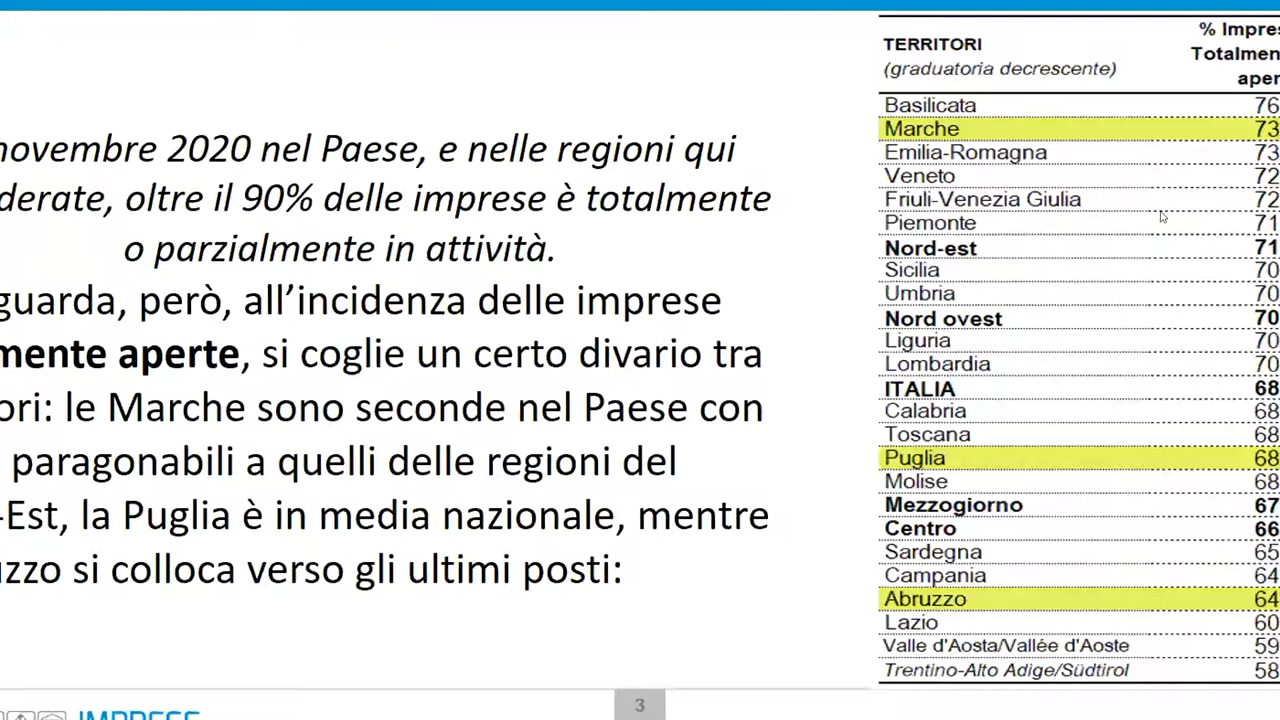 novembre 2020 nel Paese, e nelle regioni qui
derate, oltre il 90% delle imprese è totalmente
o parzialmente in attività.
guarda, però, all'incidenza delle imprese
mente aperte, si coglie un certo divario tra
ori: le Marche sono seconde nel Paese con
paragonabili a quelli delle regioni del
-Est, la Puglia è in media nazionale, mentre
uzzo si colloca verso gli ultimi posti:
TERRITORI
(graduatoria decrescente)
% Impres
Totalmen
aper
Basilicata 76
Marche 73
Emilia-Romagna 73
Veneto 72
Friuli-Venezia Giulia 72
Piemonte 71
Nord-est 71
Sicilia 70
Umbria 70
Nord ovest 70
Liguria 70
Lombardia 70
ITALIA 68
Calabria 68
Toscana 68
Puglia 68
Molise 68
Mezzogiorno 67
Centro 66
Sardegna 65
Campania 64
Abruzzo 64
Lazio 60
Valle d'Aosta/Vallée d'Aoste 59
Trentino-Alto Adige/Südtirol 58
3
IMPRESE